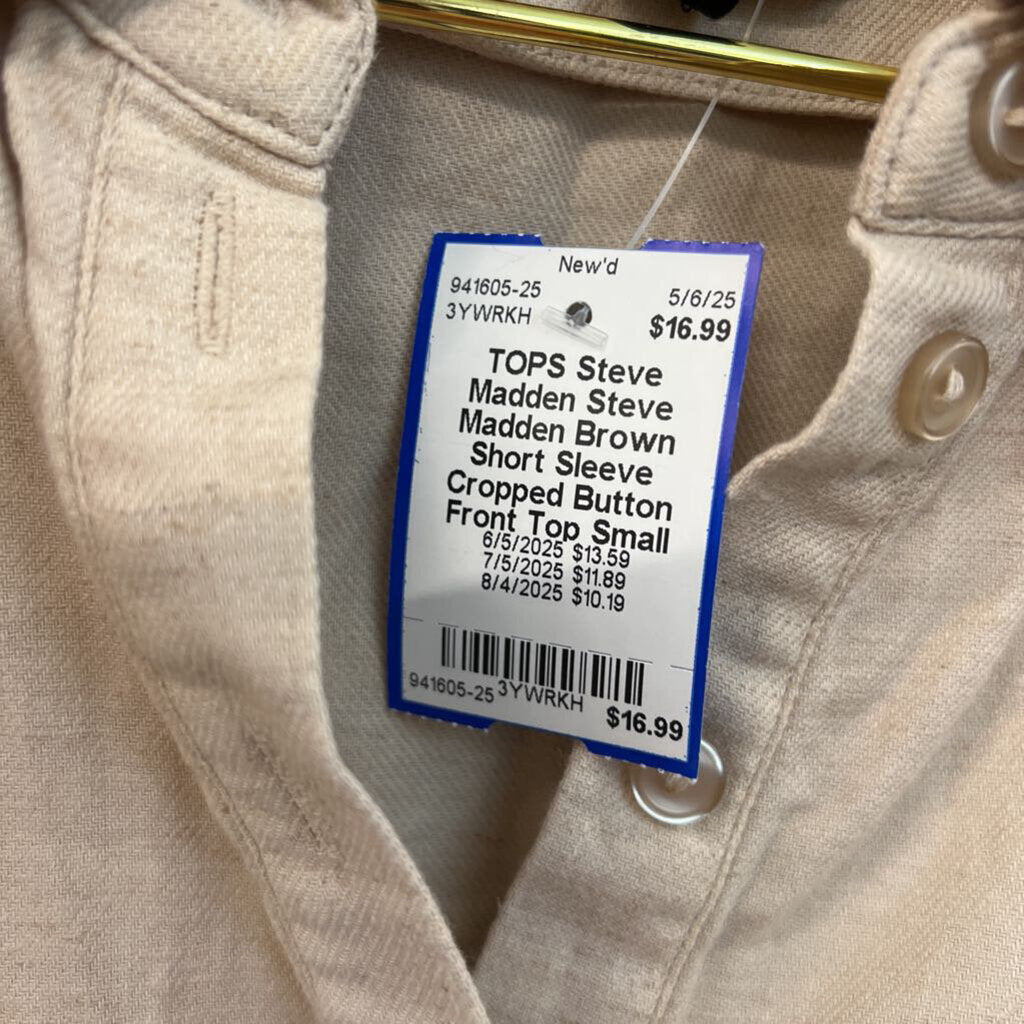 New'd
941605-25 5/6/25
3YWRKH $16.99
TOPS Steve
Madden Steve
Madden Brown
Short Sleeve
Cropped Button
Front Top Small
6/5/2025 $13.59
7/5/2025 $11.89
8/4/2025 $10.19
941605-25 3YWRKH $16.99